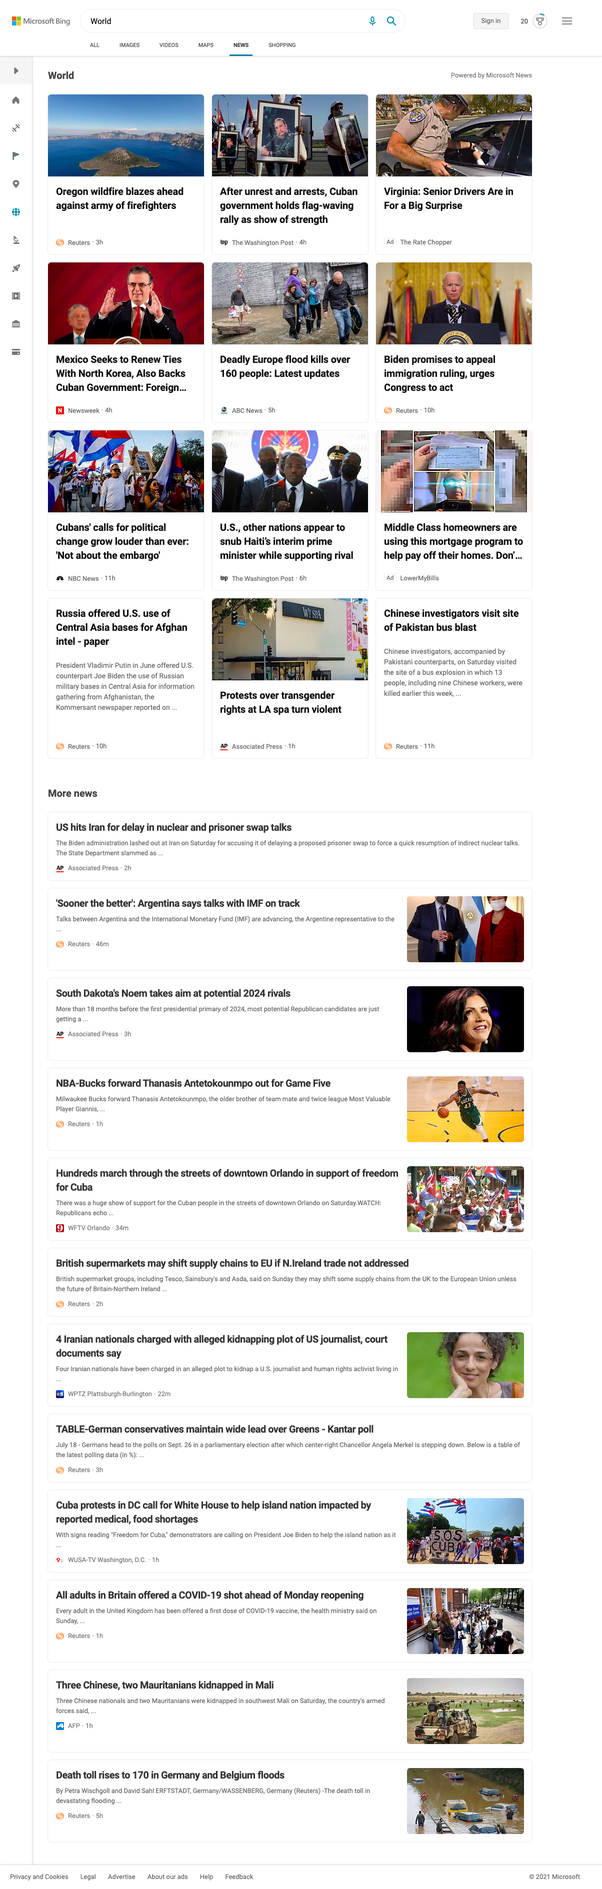 Microsoft Bing
World
Sign in
20
ALL
IMAGES
VIDEOS
MAPS
NEWS
SHOPPING
World
Powered by Microsoft News
Oregon wildfire blazes ahead
against army of firefighters
Reuters · 3h
After unrest and arrests, Cuban
government holds flag-waving
rally as show of strength
wp The Washington Post · 4h
Virginia: Senior Drivers Are in
For a Big Surprise
Ad The Rate Chopper
Mexico Seeks to Renew Ties
With North Korea, Also Backs
Cuban Government: Foreign...
N Newsweek · 4h
Deadly Europe flood kills over
160 people: Latest updates
ABC News · 5h
Biden promises to appeal
immigration ruling, urges
Congress to act
Reuters · 10h
Cubans' calls for political
change grow louder than ever:
'Not about the embargo'
NBC News · 11h
U.S., other nations appear to
snub Haiti's interim prime
minister while supporting rival
wp The Washington Post · 6h
Middle Class homeowners are
using this mortgage program to
help pay off their homes. Don'...
Ad LowerMyBills
Russia offered U.S. use of
Central Asia bases for Afghan
intel - paper
President Vladimir Putin in June offered U.S.
counterpart Joe Biden the use of Russian
military bases in Central Asia for information
gathering from Afghanistan, the
Kommersant newspaper reported on ...
Reuters · 10h
WI SPA
Protests over transgender
rights at LA spa turn violent
AP Associated Press · 1h
Chinese investigators visit site
of Pakistan bus blast
Chinese investigators, accompanied by
Pakistani counterparts, on Saturday visited
the site of a bus explosion in which 13
people, including nine Chinese workers, were
killed earlier this week, ...
Reuters · 11h
More news
US hits Iran for delay in nuclear and prisoner swap talks
The Biden administration lashed out at Iran on Saturday for accusing it of delaying a proposed prisoner swap to force a quick resumption of indirect nuclear talks.
The State Department slammed as ...
AP Associated Press · 2h
'Sooner the better': Argentina says talks with IMF on track
Talks between Argentina and the International Monetary Fund (IMF) are advancing, the Argentine representative to the
...
Reuters · 46m
South Dakota's Noem takes aim at potential 2024 rivals
More than 18 months before the first presidential primary of 2024, most potential Republican candidates are just
getting a ...
AP Associated Press · 3h
NBA-Bucks forward Thanasis Antetokounmpo out for Game Five
Milwaukee Bucks forward Thanasis Antetokounmpo, the older brother of team mate and twice league Most Valuable
Player Giannis, ...
Reuters · 1h
Hundreds march through the streets of downtown Orlando in support of freedom
for Cuba
There was a huge show of support for the Cuban people in the streets of downtown Orlando on Saturday.WATCH:
Republicans echo ...
9 WFTV Orlando · 34m
British supermarkets may shift supply chains to EU if N.Ireland trade not addressed
British supermarket groups, including Tesco, Sainsbury's and Asda, said on Sunday they may shift some supply chains from the UK to the European Union unless
the future of Britain-Northern Ireland ...
Reuters · 2h
4 Iranian nationals charged with alleged kidnapping plot of US journalist, court
documents say
Four Iranian nationals have been charged in an alleged plot to kidnap a U.S. journalist and human rights activist living in
...
WPTZ Plattsburgh-Burlington · 22m
TABLE-German conservatives maintain wide lead over Greens - Kantar poll
July 18 - Germans head to the polls on Sept. 26 in a parliamentary election after which center-right Chancellor Angela Merkel is stepping down. Below is a table of
the latest polling data (in %): ...
Reuters · 3h
Cuba protests in DC call for White House to help island nation impacted by
reported medical, food shortages
With signs reading "Freedom for Cuba," demonstrators are calling on President Joe Biden to help the island nation as it
...
WUSA-TV Washington, D.C. · 1h
S.O.S
CUBA
All adults in Britain offered a COVID-19 shot ahead of Monday reopening
Every adult in the United Kingdom has been offered a first dose of COVID-19 vaccine, the health ministry said on
Sunday, ...
Reuters · 1h
Three Chinese, two Mauritanians kidnapped in Mali
Three Chinese nationals and two Mauritanians were kidnapped in southwest Mali on Saturday, the country's armed
forces said, ...
AFP · 1h
Death toll rises to 170 in Germany and Belgium floods
By Petra Wischgoll and David Sahl ERFTSTADT, Germany/WASSENBERG, Germany (Reuters) -The death toll in
devastating flooding ...
Reuters · 5h
Privacy and Cookies
Legal
Advertise
About our ads
Help
Feedback
© 2021 Microsoft